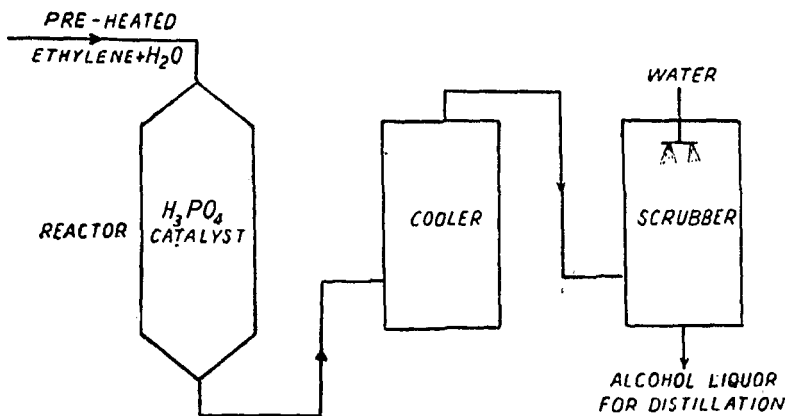 PRE-HEATED
ETHYLENE+H₂O
REACTOR
H₃PO₄
CATALYST
COOLER
WATER
SCRUBBER
ALCOHOL LIQUOR
FOR DISTILLATION